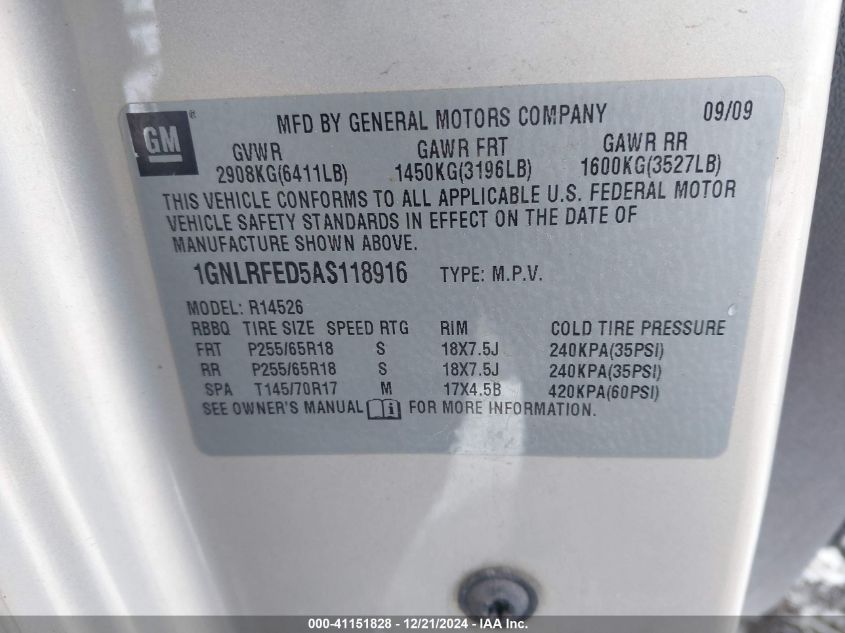 GM ®
MFD BY GENERAL MOTORS COMPANY 09/09
GVWR GAWR FRT GAWR RR
2908KG(6411LB) 1450KG(3196LB) 1600KG(3527LB)
THIS VEHICLE CONFORMS TO ALL APPLICABLE U.S. FEDERAL MOTOR
VEHICLE SAFETY STANDARDS IN EFFECT ON THE DATE OF
MANUFACTURE SHOWN ABOVE.
1GNLRFED5AS118916 TYPE: M.P.V.
MODEL: R14526
RBBQ TIRE SIZE SPEED RTG RIM COLD TIRE PRESSURE
FRT P255/65R18 S 18X7.5J 240KPA(35PSI)
RR P255/65R18 S 18X7.5J 240KPA(35PSI)
SPA T145/70R17 M 17X4.5B 420KPA(60PSI)
SEE OWNER'S MANUAL FOR MORE INFORMATION.
000-41151828 - 12/21/2024 - IAA Inc.